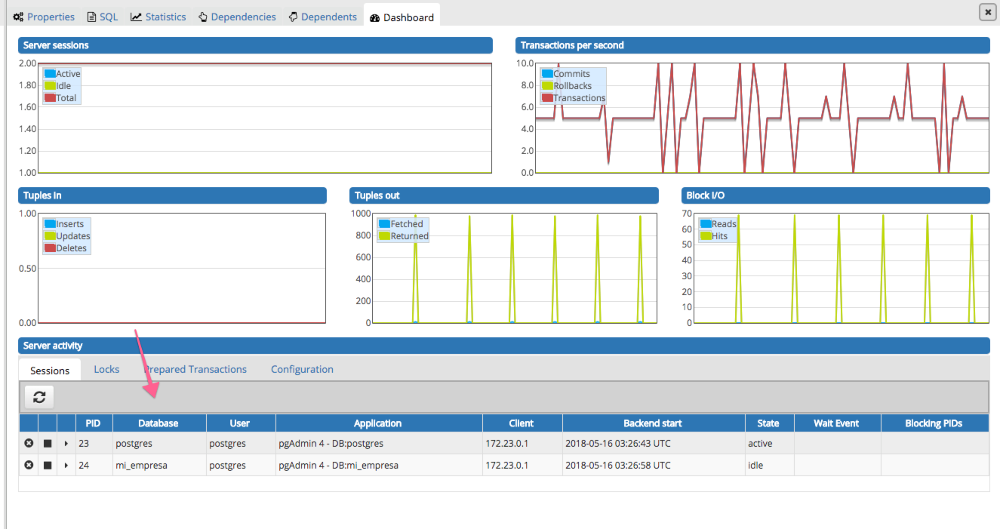 Properties SQL Statistics Dependencies Dependents Dashboard
Server sessions
2.00
1.80
1.60
1.40
1.20
1.00
Active
Idle
Total
Transactions per second
10.0
8.0
6.0
4.0
2.0
0.0
Commits
Rollbacks
Transactions
Tuples in
1.00
0.50
0.00
Inserts
Updates
Deletes
Tuples out
1000
800
600
400
200
0
Fetched
Returned
Block I/O
70
60
50
40
30
20
10
0
Reads
Hits
Server activity
Sessions Locks Prepared Transactions Configuration
PID Database User Application Client Backend start State Wait Event Blocking PIDs
23 postgres postgres pgAdmin 4 - DB:postgres 172.23.0.1 2018-05-16 03:26:43 UTC active
24 mi_empresa postgres pgAdmin 4 - DB:mi_empresa 172.23.0.1 2018-05-16 03:26:58 UTC idle